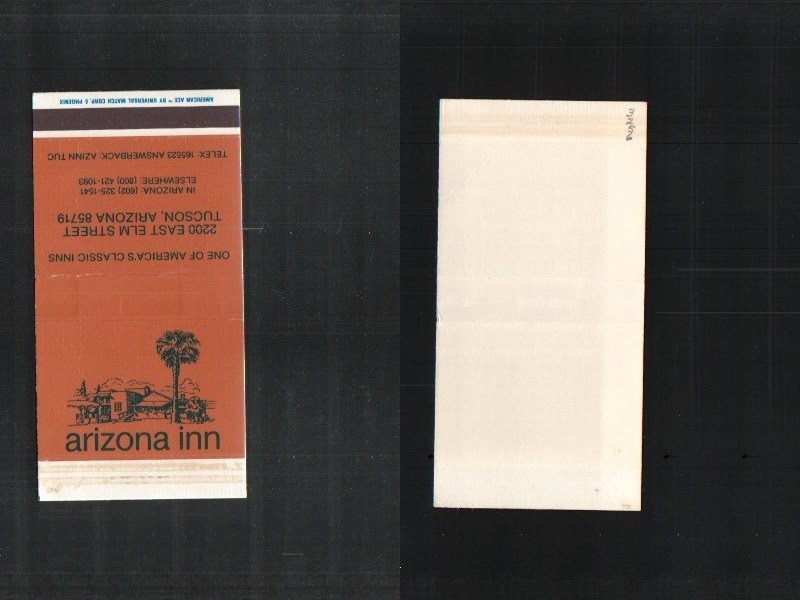 AMERICAN ACE™ BY UNIVERSAL MATCH CORP. & PHOENIX
arizona inn
ONE OF AMERICA'S CLASSIC INNS
2200 EAST ELM STREET
TUCSON, ARIZONA 85719
IN ARIZONA: (602) 325-1541
ELSEWHERE: (800) 421-1093
TELEX: 165523 ANSWERBACK: AZINN TUC